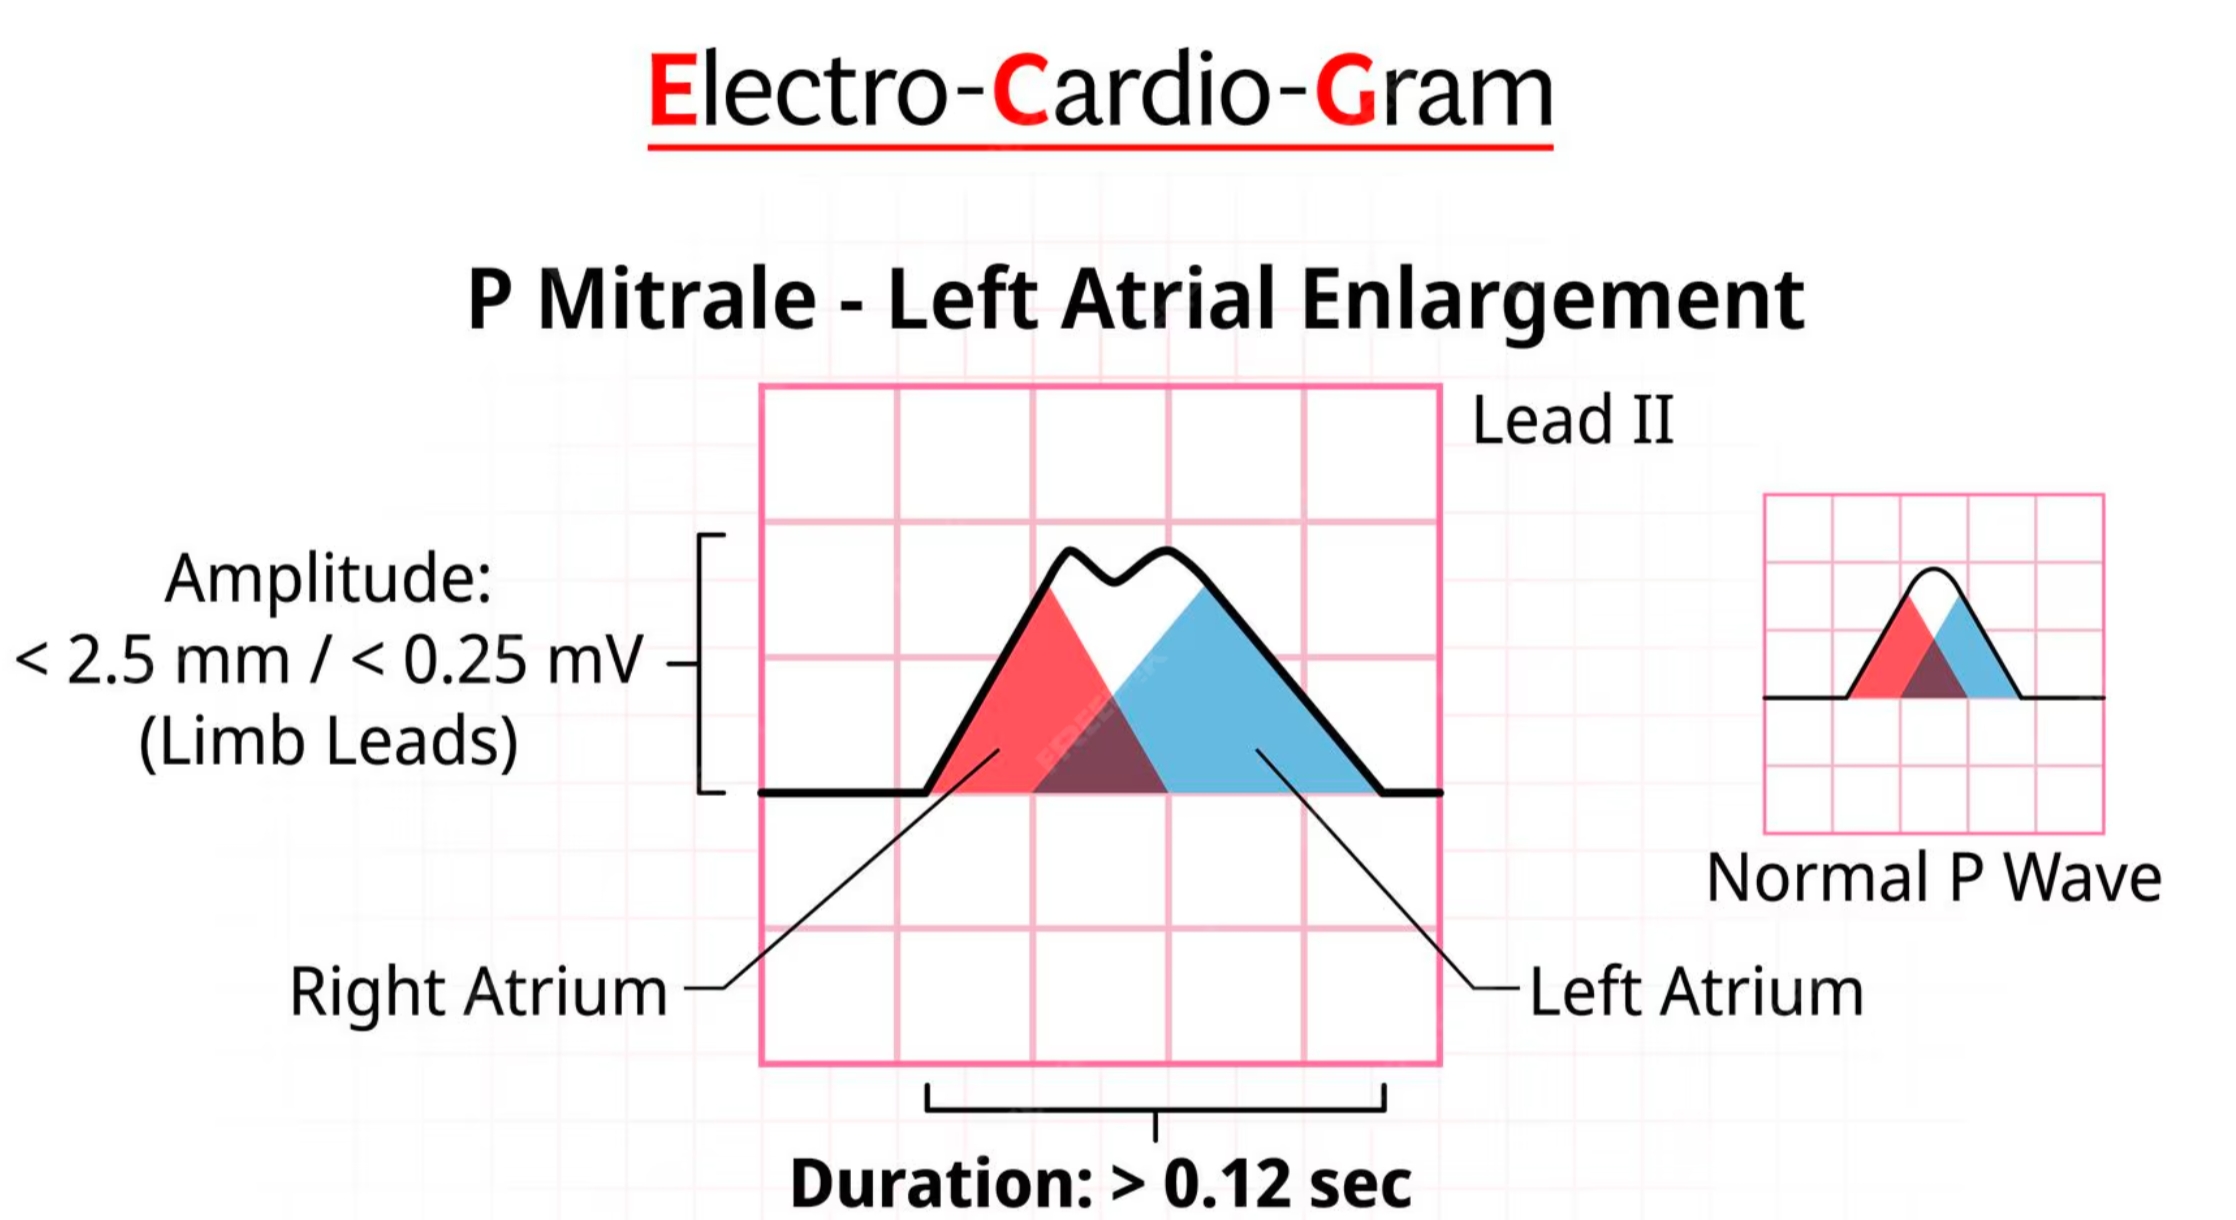 Electro-Cardio-Gram
P Mitrale - Left Atrial Enlargement
Lead II
Amplitude:
< 2.5 mm / < 0.25 mV
(Limb Leads)
FREEPIK
Normal P Wave
Right Atrium
Left Atrium
Duration: > 0.12 sec